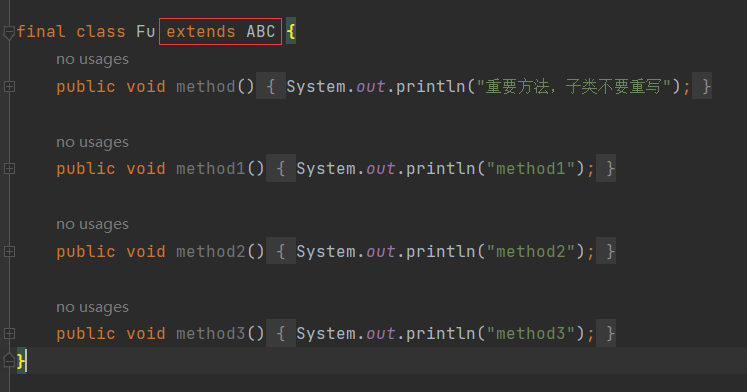 final class Fu extends ABC {
no usages
public void method() { System.out.println("重要方法，子类不要重写"); }
no usages
public void method1() { System.out.println("method1"); }
no usages
public void method2() { System.out.println("method2"); }
no usages
public void method3() { System.out.println("method3"); }
}